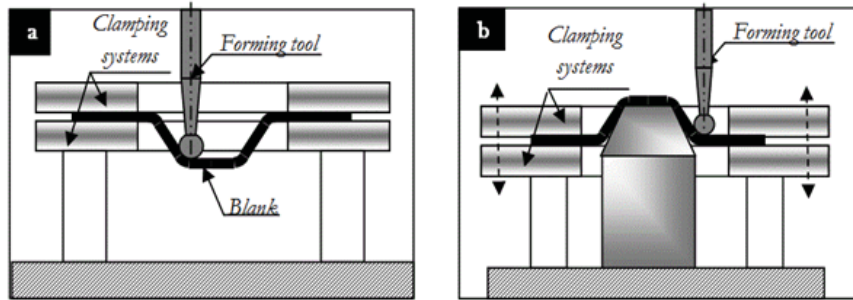 a
Clamping
systems
Forming tool
Blank
b
Clamping
systems
Forming tool